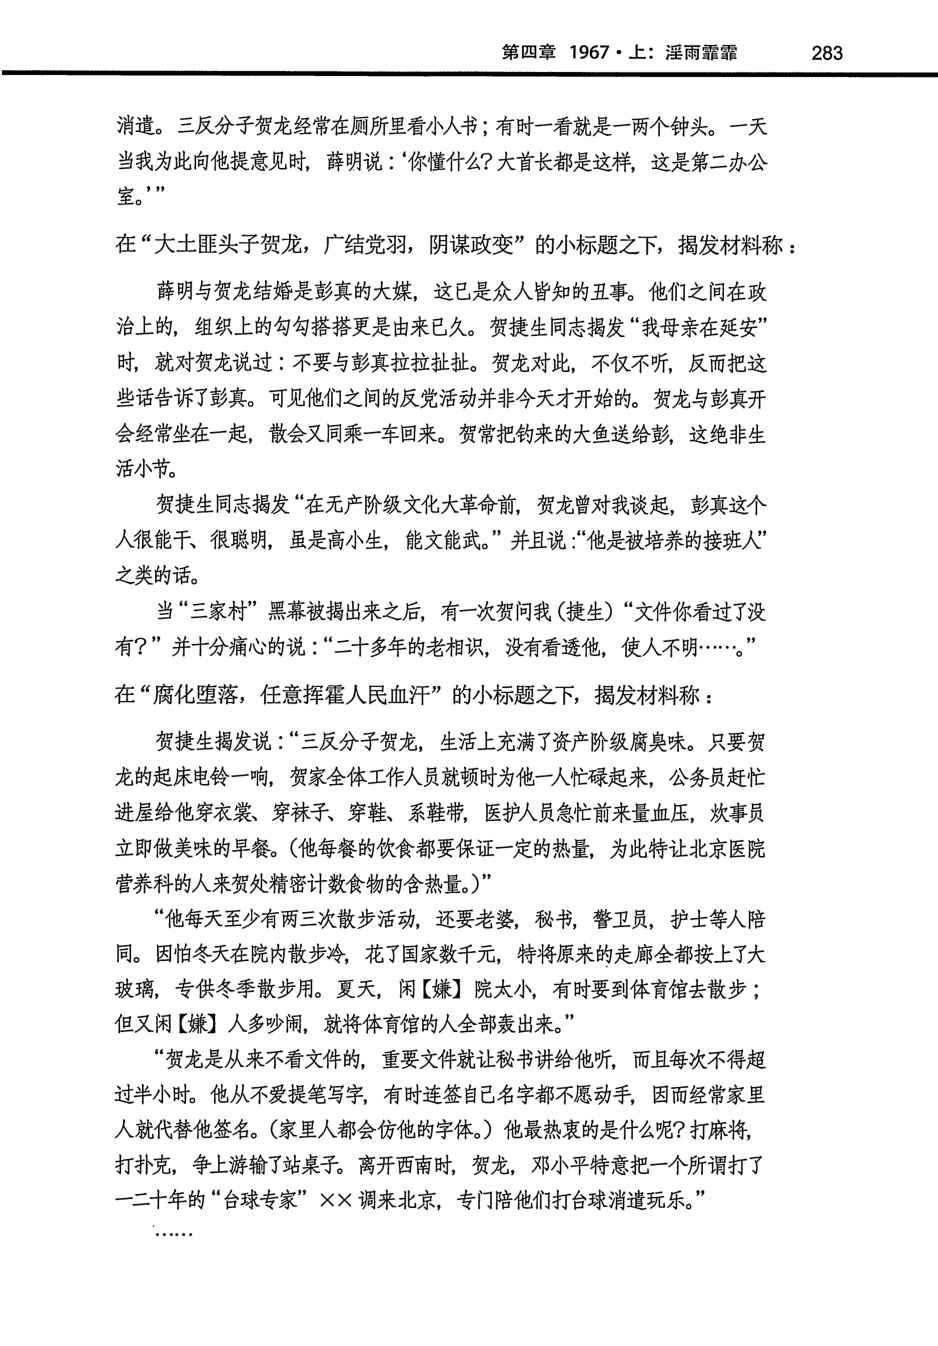 第四章 1967·上：淫雨霏霏 283
消遣。三反分子贺龙经常在厕所里看小人书；有时一看就是一两个钟头。一天
当我为此向他提意见时，薛明说：‘你懂什么？大首长都是这样，这是第二办公
室。’”
在“大土匪头子贺龙，广结党羽，阴谋政变”的小标题之下，揭发材料称：
薛明与贺龙结婚是彭真的大媒，这已是众人皆知的丑事。他们之间在政
治上的，组织上的勾勾搭搭更是由来已久。贺捷生同志揭发“我母亲在延安”
时，就对贺龙说过：不要与彭真拉拉扯扯。贺龙对此，不仅不听，反而把这
些话告诉了彭真。可见他们之间的反党活动并非今天才开始的。贺龙与彭真开
会经常坐在一起，散会又同乘一车回来。贺常把钓来的大鱼送给彭，这绝非生
活小节。
贺捷生同志揭发“在无产阶级文化大革命前，贺龙曾对我谈起，彭真这个
人很能干、很聪明，虽是高小生，能文能武。”并且说：“他是被培养的接班人”
之类的话。
当“三家村”黑幕被揭出来之后，有一次贺问我（捷生）“文件你看过了没
有？”并十分痛心的说：“二十多年的老相识，没有看透他，使人不明……。”
在“腐化堕落，任意挥霍人民血汗”的小标题之下，揭发材料称：
贺捷生揭发说：“三反分子贺龙，生活上充满了资产阶级腐臭味。只要贺
龙的起床电铃一响，贺家全体工作人员就顿时为他一人忙碌起来，公务员赶忙
进屋给他穿衣裳、穿袜子、穿鞋、系鞋带，医护人员急忙前来量血压，炊事员
立即做美味的早餐。（他每餐的饮食都要保证一定的热量，为此特让北京医院
营养科的人来贺处精密计数食物的含热量。）”
“他每天至少有两三次散步活动，还要老婆，秘书，警卫员，护士等人陪
同。因怕冬天在院内散步冷，花了国家数千元，特将原来的走廊全都按上了大
玻璃，专供冬季散步用。夏天，闲【嫌】院太小，有时要到体育馆去散步；
但又闲【嫌】人多吵闹，就将体育馆的人全部轰出来。”
“贺龙是从来不看文件的，重要文件就让秘书讲给他听，而且每次不得超
过半小时。他从不爱提笔写字，有时连签自己名字都不愿动手，因而经常家里
人就代替他签名。（家里人都会仿他的字体。）他最热衷的是什么呢？打麻将，
打扑克，争上游输了站桌子。离开西南时，贺龙，邓小平特意把一个所谓打了
一二十年的“台球专家”××调来北京，专门陪他们打台球消遣玩乐。”
……